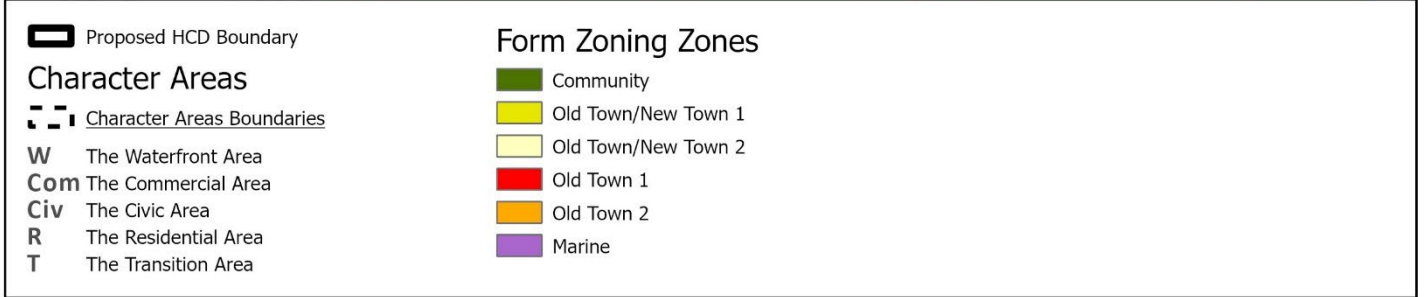 Proposed HCD Boundary
Character Areas
Character Areas Boundaries
W The Waterfront Area
Com The Commercial Area
Civ The Civic Area
R The Residential Area
T The Transition Area
Form Zoning Zones
Community
Old Town/New Town 1
Old Town/New Town 2
Old Town 1
Old Town 2
Marine